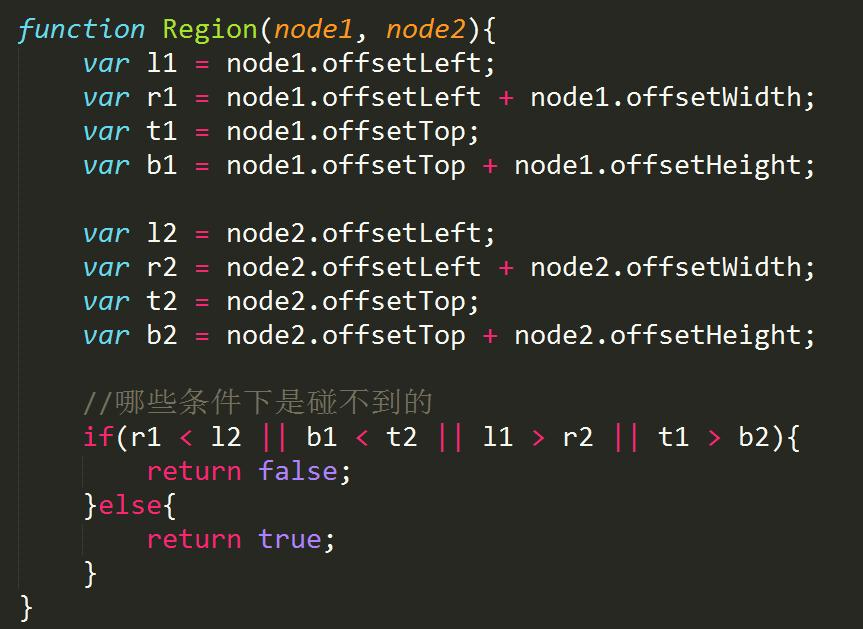 function Region(node1, node2){
    var l1 = node1.offsetLeft;
    var r1 = node1.offsetLeft + node1.offsetWidth;
    var t1 = node1.offsetTop;
    var b1 = node1.offsetTop + node1.offsetHeight;

    var l2 = node2.offsetLeft;
    var r2 = node2.offsetLeft + node2.offsetWidth;
    var t2 = node2.offsetTop;
    var b2 = node2.offsetTop + node2.offsetHeight;

    //哪些条件下是碰不到的
    if(r1 < l2 || b1 < t2 || l1 > r2 || t1 > b2){
        return false;
    }else{
        return true;
    }
}